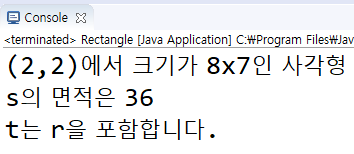 Console
<terminated> Rectangle [Java Application] C:₩Program Files₩Jav
(2,2)에서 크기가 8x7인 사각형
s의 면적은 36
t는 r을 포함합니다.